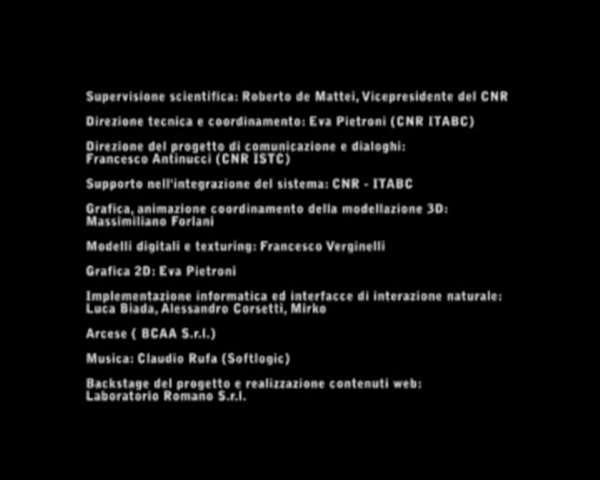 Supervisione scientifica: Roberto de Mattei, Vicepresidente del CNR
Direzione tecnica e coordinamento: Eva Pietroni (CNR ITABC)
Direzione del progetto di comunicazione e dialoghi:
Francesco Antinucci (CNR ISTC)
Supporto nell'integrazione del sistema: CNR - ITABC
Grafica, animazione coordinamento della modellazione 3D:
Massimiliano Forlani
Modelli digitali e texturing: Francesco Verginelli
Grafica 2D: Eva Pietroni
Implementazione informatica ed interfacce di interazione naturale:
Luca Biada, Alessandro Corsetti, Mirko
Arcese ( BCAA S.r.l.)
Musica: Claudio Rufa (Softlogic)
Backstage del progetto e realizzazione contenuti web:
Laboratorio Romano S.r.l.